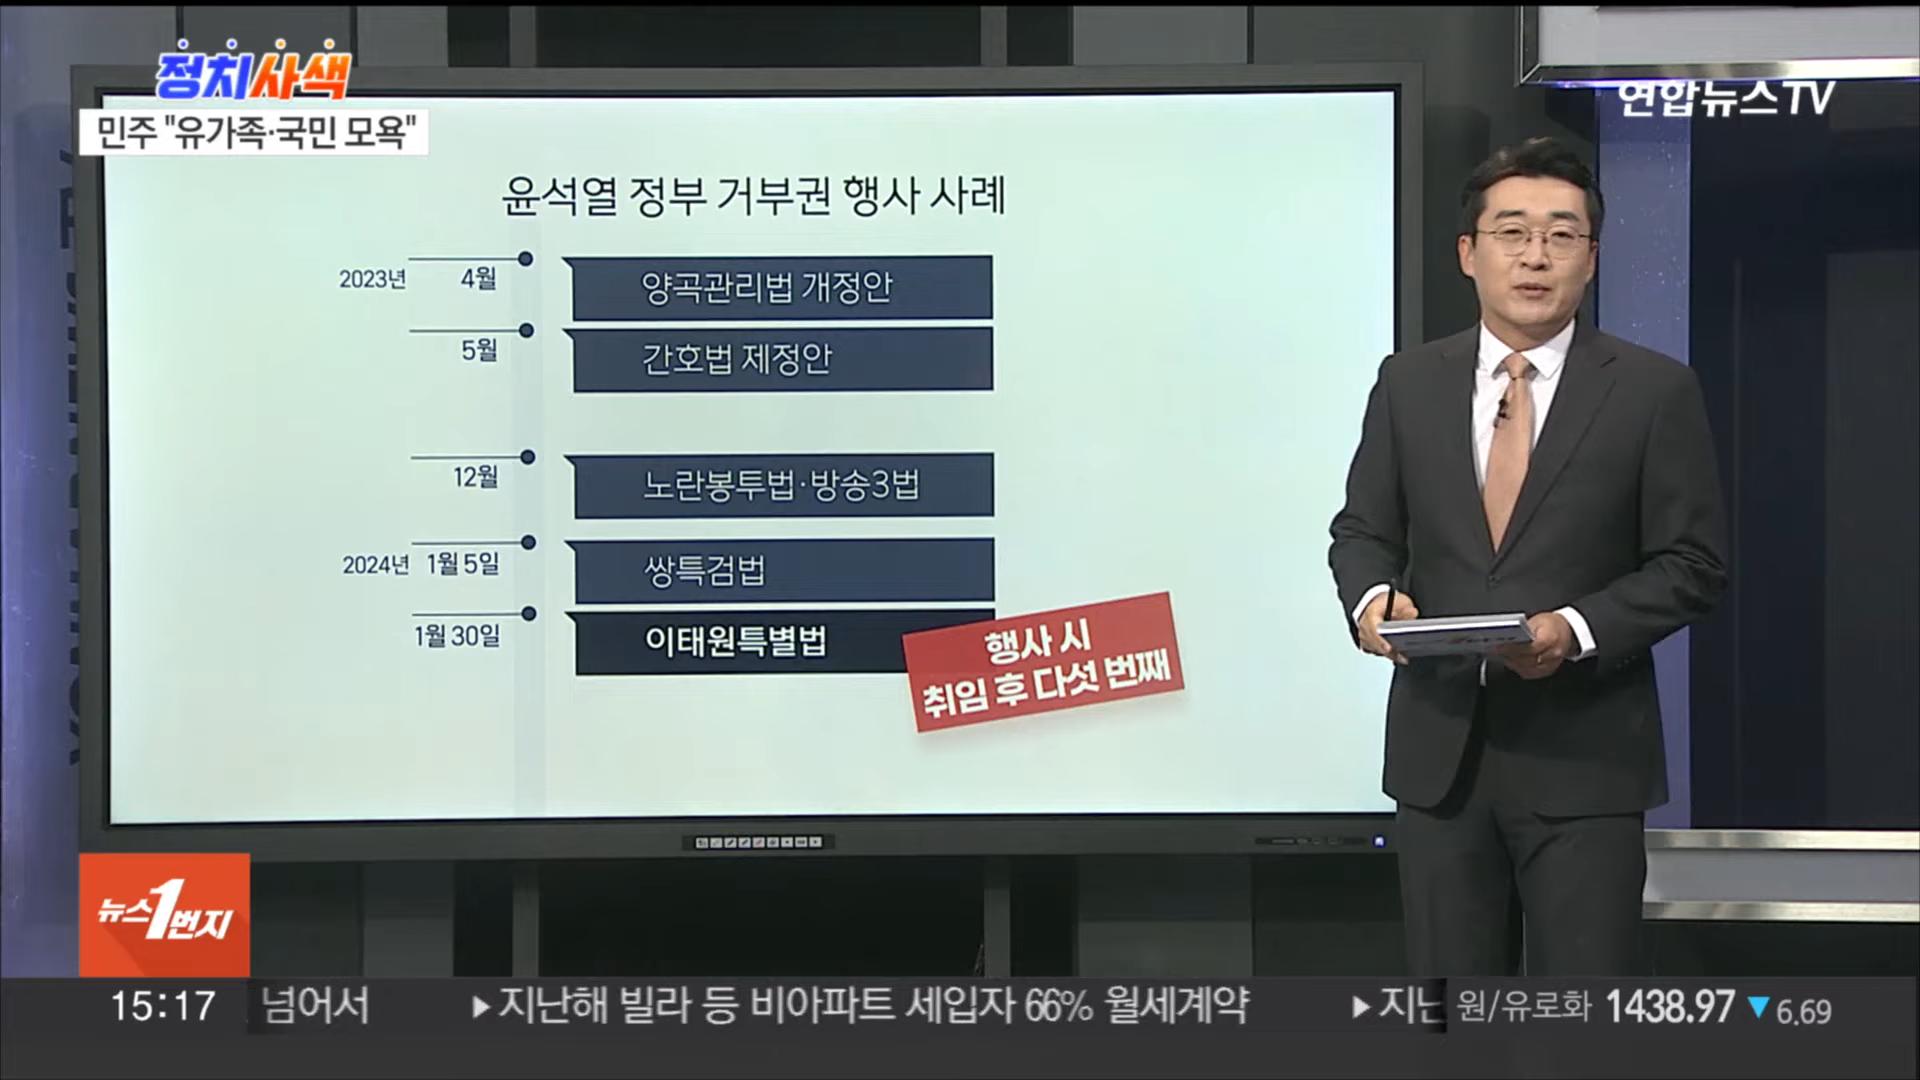 정치사색
민주 "유가족·국민 모욕"
연합뉴스TV
윤석열 정부 거부권 행사 사례
2023년 4월 양곡관리법 개정안
5월 간호법 제정안
12월 노란봉투법·방송3법
2024년 1월 5일 쌍특검법
1월 30일 이태원특별법
행사 시
취임 후 다섯 번째
뉴스1번지
15:17 넘어서 ▶지난해 빌라 등 비아파트 세입자 66% 월세계약 ▶지난 원/유로화 1438.97 ▼ 6.69